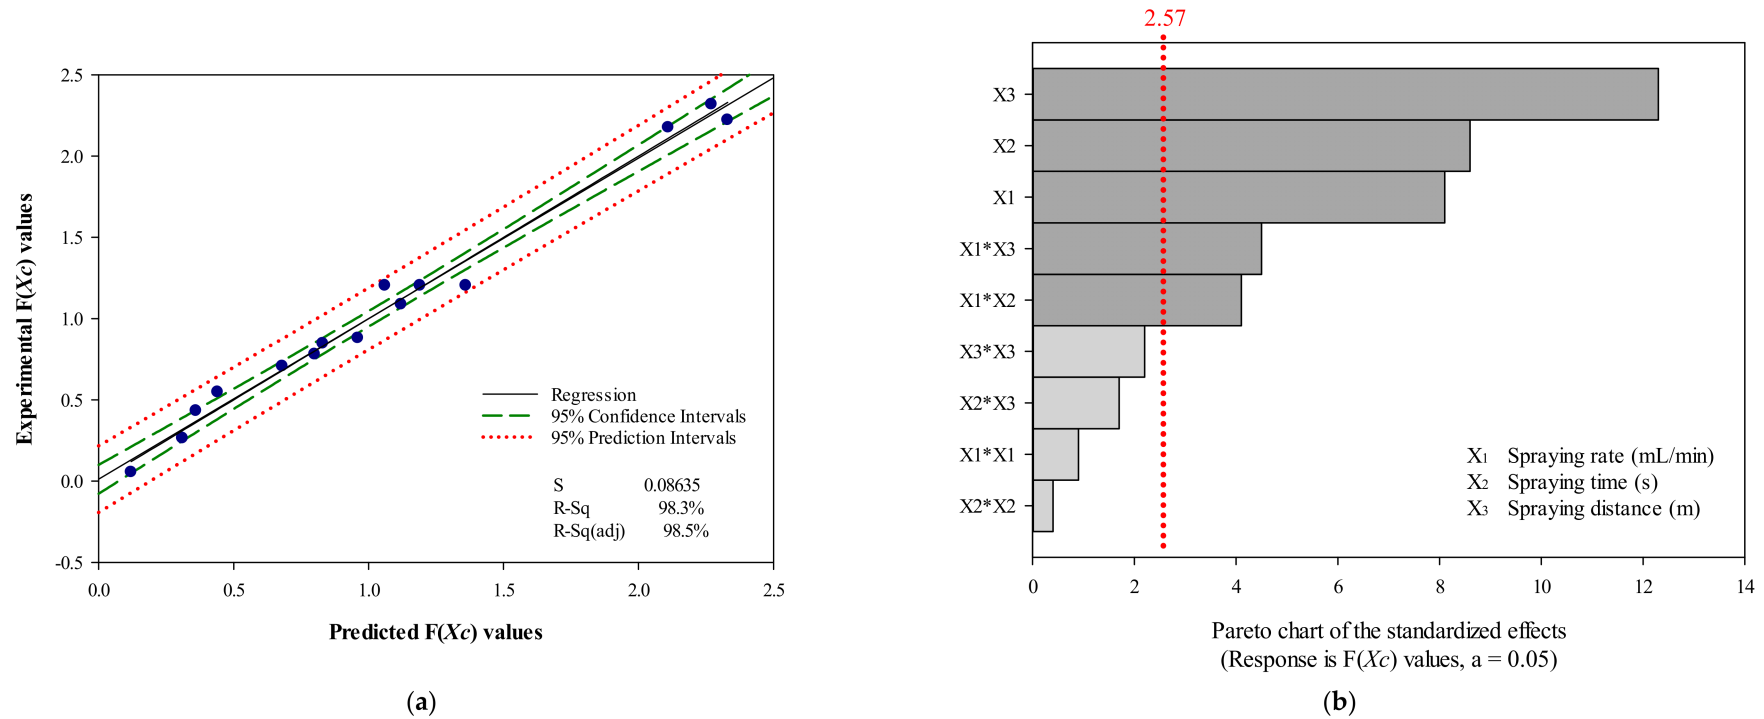 2.5
2.0
1.5
1.0
0.5
0.0
-0.5
0.0 0.5 1.0 1.5 2.0 2.5
Experimental F(Xc) values
Predicted F(Xc) values
Regression
95% Confidence Intervals
95% Prediction Intervals
S 0.08635
R-Sq 98.3%
R-Sq(adj) 98.5%
(a)
2.57
X3
X2
X1
X1*X3
X1*X2
X3*X3
X2*X3
X1*X1
X2*X2
X1 Spraying rate (mL/min)
X2 Spraying time (s)
X3 Spraying distance (m)
0 2 4 6 8 10 12 14
Pareto chart of the standardized effects
(Response is F(Xc) values, a = 0.05)
(b)